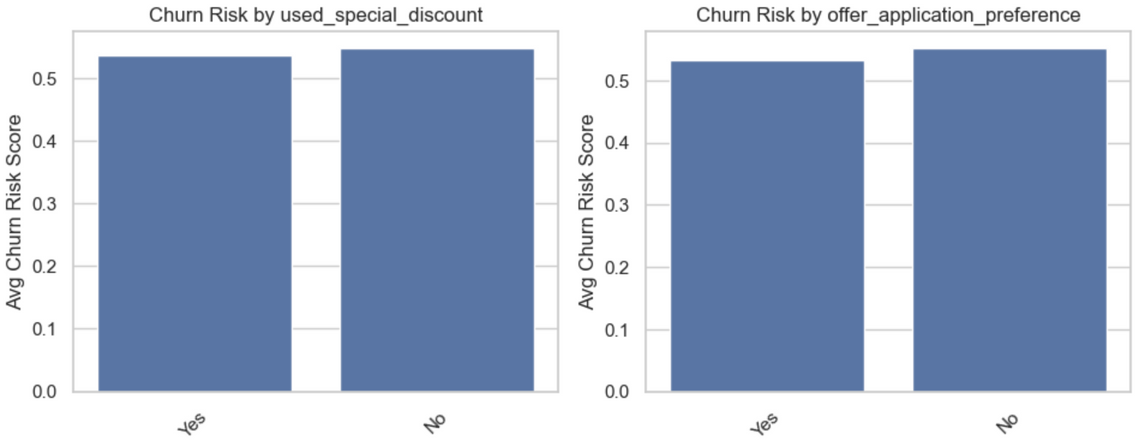 Churn Risk by used_special_discount
Avg Churn Risk Score
0.5
0.4
0.3
0.2
0.1
0.0
Yes
No
Churn Risk by offer_application_preference
Avg Churn Risk Score
0.5
0.4
0.3
0.2
0.1
0.0
Yes
No